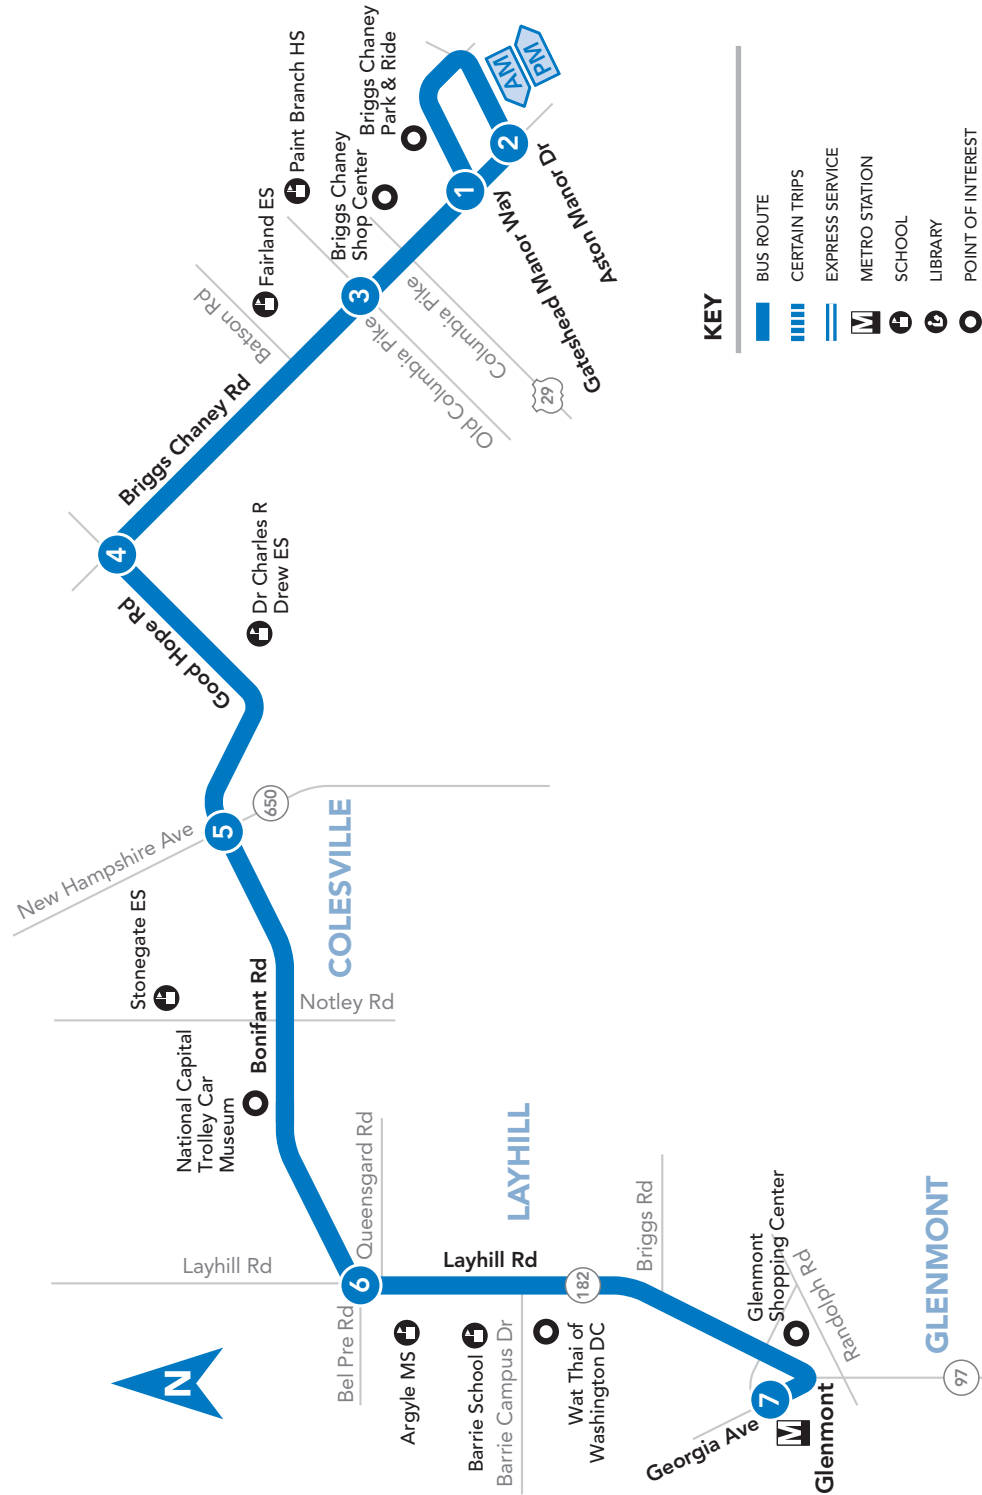 N
Georgia Ave
7
M
Glenmont
97
GLENMONT
Randolph Rd
Glenmont
Shopping Center
Briggs Rd
182
Wat Thai of
Washington DC
Barrie Campus Dr
Barrie School
Argyle MS
Bel Pre Rd
6
Layhill Rd
Layhill Rd
Queensgard Rd
LAYHILL
National Capital
Trolley Car
Museum
Bonifant Rd
Notley Rd
Stonegate ES
COLESVILLE
New Hampshire Ave
5
650
Good Hope Rd
Dr Charles R
Drew ES
4
Briggs Chaney Rd
Batson Rd
Fairland ES
Paint Branch HS
3
Old Columbia Pike
Columbia Pike
29
Briggs Chaney
Shop Center
Briggs Chaney
Park & Ride
1
2
Gateshead Manor Way
Aston Manor Dr
AM
PM
KEY
BUS ROUTE
CERTAIN TRIPS
EXPRESS SERVICE
M
METRO STATION
SCHOOL
LIBRARY
POINT OF INTEREST